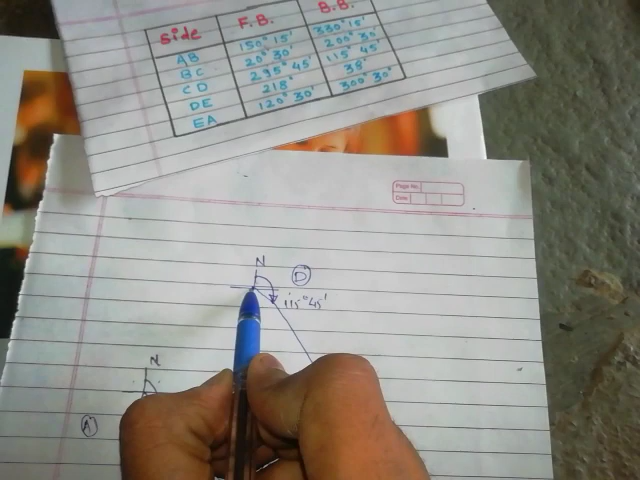 Side F.B. B.B.
AB 150° 15' 330° 15'
BC 20° 30' 200° 30'
CD 295° 45' 115° 45'
DE 218° 38'
EA 120° 30' 300° 30'
Page No.
Date
N
D
115° 45'
N
A